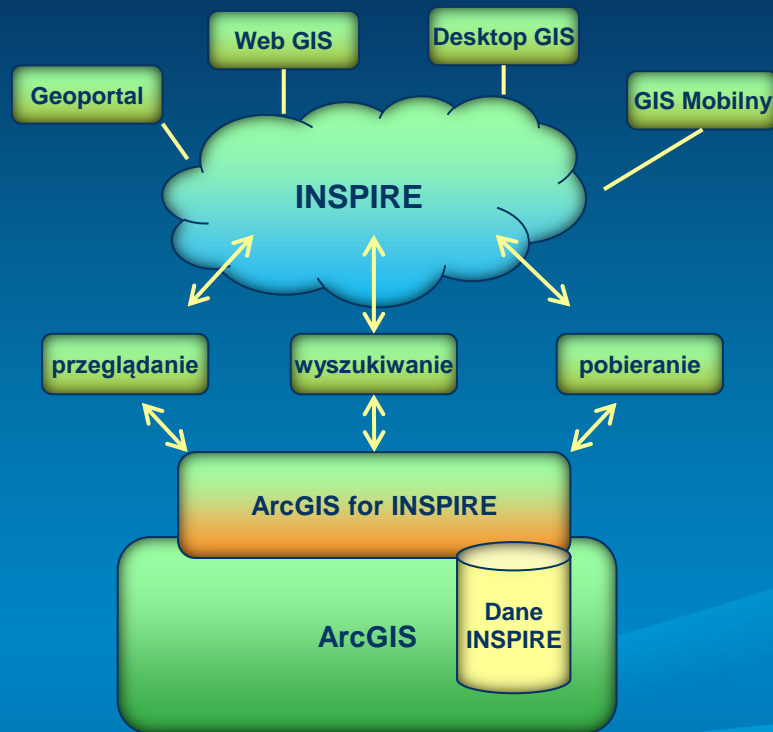 Web GIS
Desktop GIS
Geoportal
GIS Mobilny
INSPIRE
przeglądanie
wyszukiwanie
pobieranie
ArcGIS for INSPIRE
ArcGIS
Dane
INSPIRE